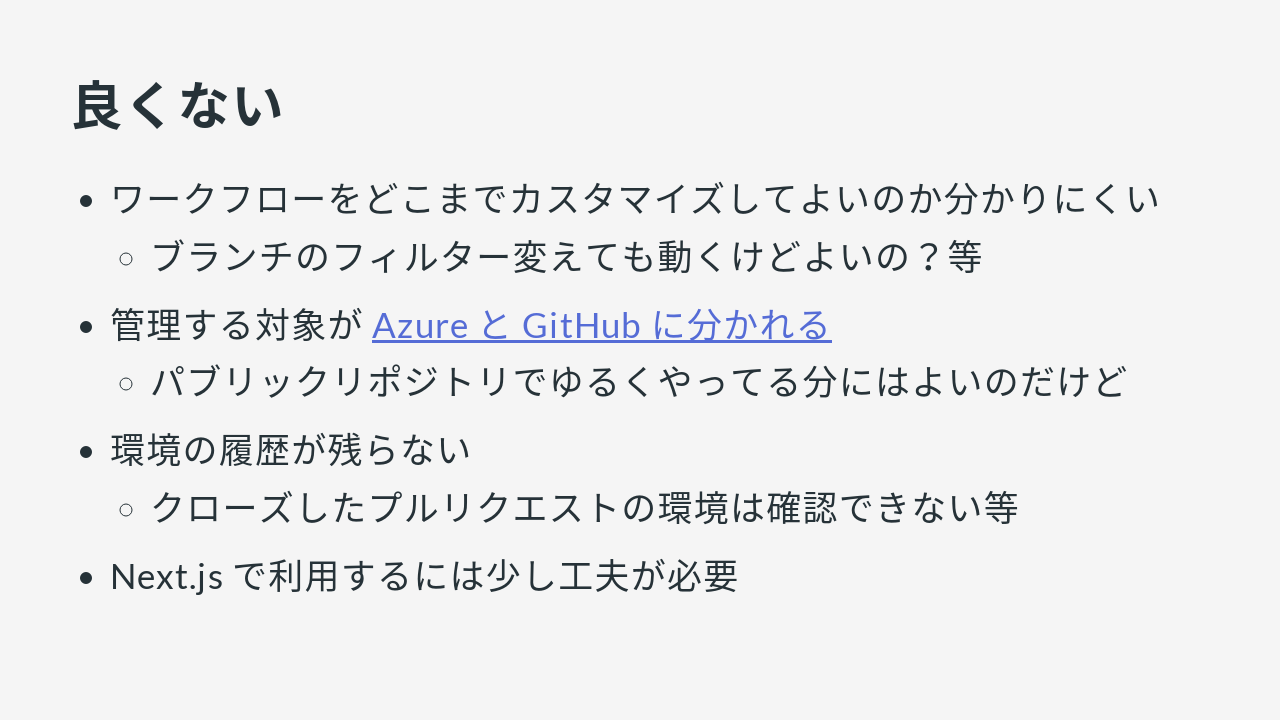 良くない
ワークフローをどこまでカスタマイズしてよいのか分かりにくい
ブランチのフィルター変えても動くけどよいの？等
管理する対象が Azure と GitHub に分かれる
パブリックリポジトリでゆるくやってる分にはよいのだけど
環境の履歴が残らない
クローズしたプルリクエストの環境は確認できない等
Next.js で利用するには少し工夫が必要